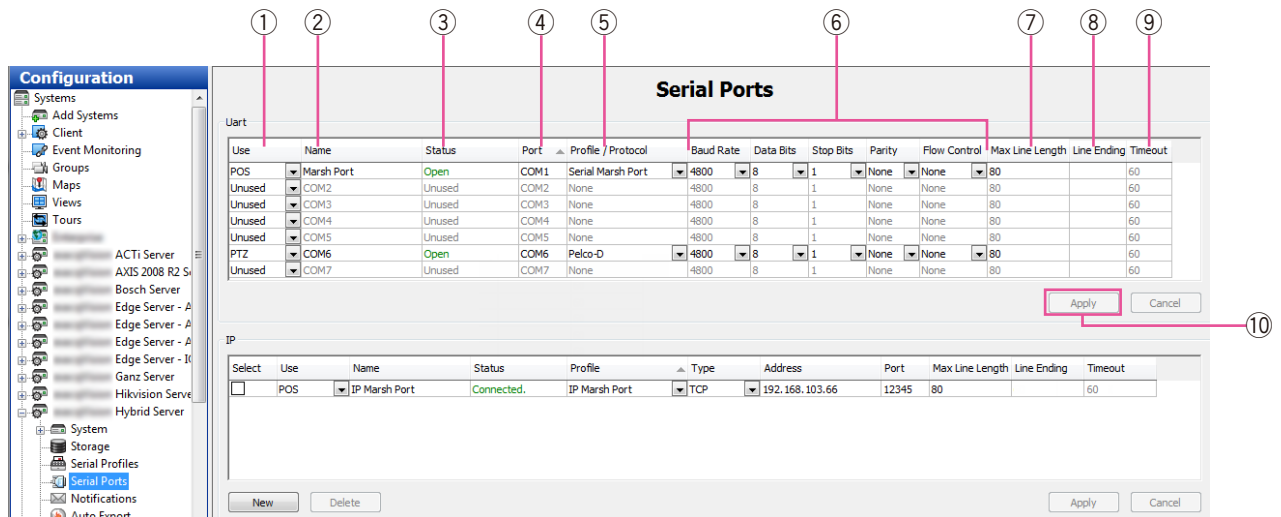 ① ② ③ ④ ⑤ ⑥ ⑦ ⑧ ⑨
Configuration
Systems
Add Systems
Client
Event Monitoring
Groups
Maps
Views
Tours
ACTi Server
AXIS 2008 R2 S
Bosch Server
Edge Server - A
Edge Server - A
Edge Server - A
Edge Server - I
Ganz Server
Hikvision Serve
Hybrid Server
System
Storage
Serial Profiles
Serial Ports
Notifications
Auto Export
Serial Ports
Uart
Use Name Status Port Profile / Protocol Baud Rate Data Bits Stop Bits Parity Flow Control Max Line Length Line Ending Timeout
POS Marsh Port Open COM1 Serial Marsh Port 4800 8 1 None None 80 60
Unused COM2 Unused COM2 None 4800 8 1 None None 80 60
Unused COM3 Unused COM3 None 4800 8 1 None None 80 60
Unused COM4 Unused COM4 None 4800 8 1 None None 80 60
Unused COM5 Unused COM5 None 4800 8 1 None None 80 60
PTZ COM6 Open COM6 Pelco-D 4800 8 1 None None 80 60
Unused COM7 Unused COM7 None 4800 8 1 None None 80 60
Apply Cancel
⑩
IP
Select Use Name Status Profile Type Address Port Max Line Length Line Ending Timeout
POS IP Marsh Port Connected. IP Marsh Port TCP 192.168.103.66 12345 80 60
New Delete Apply Cancel